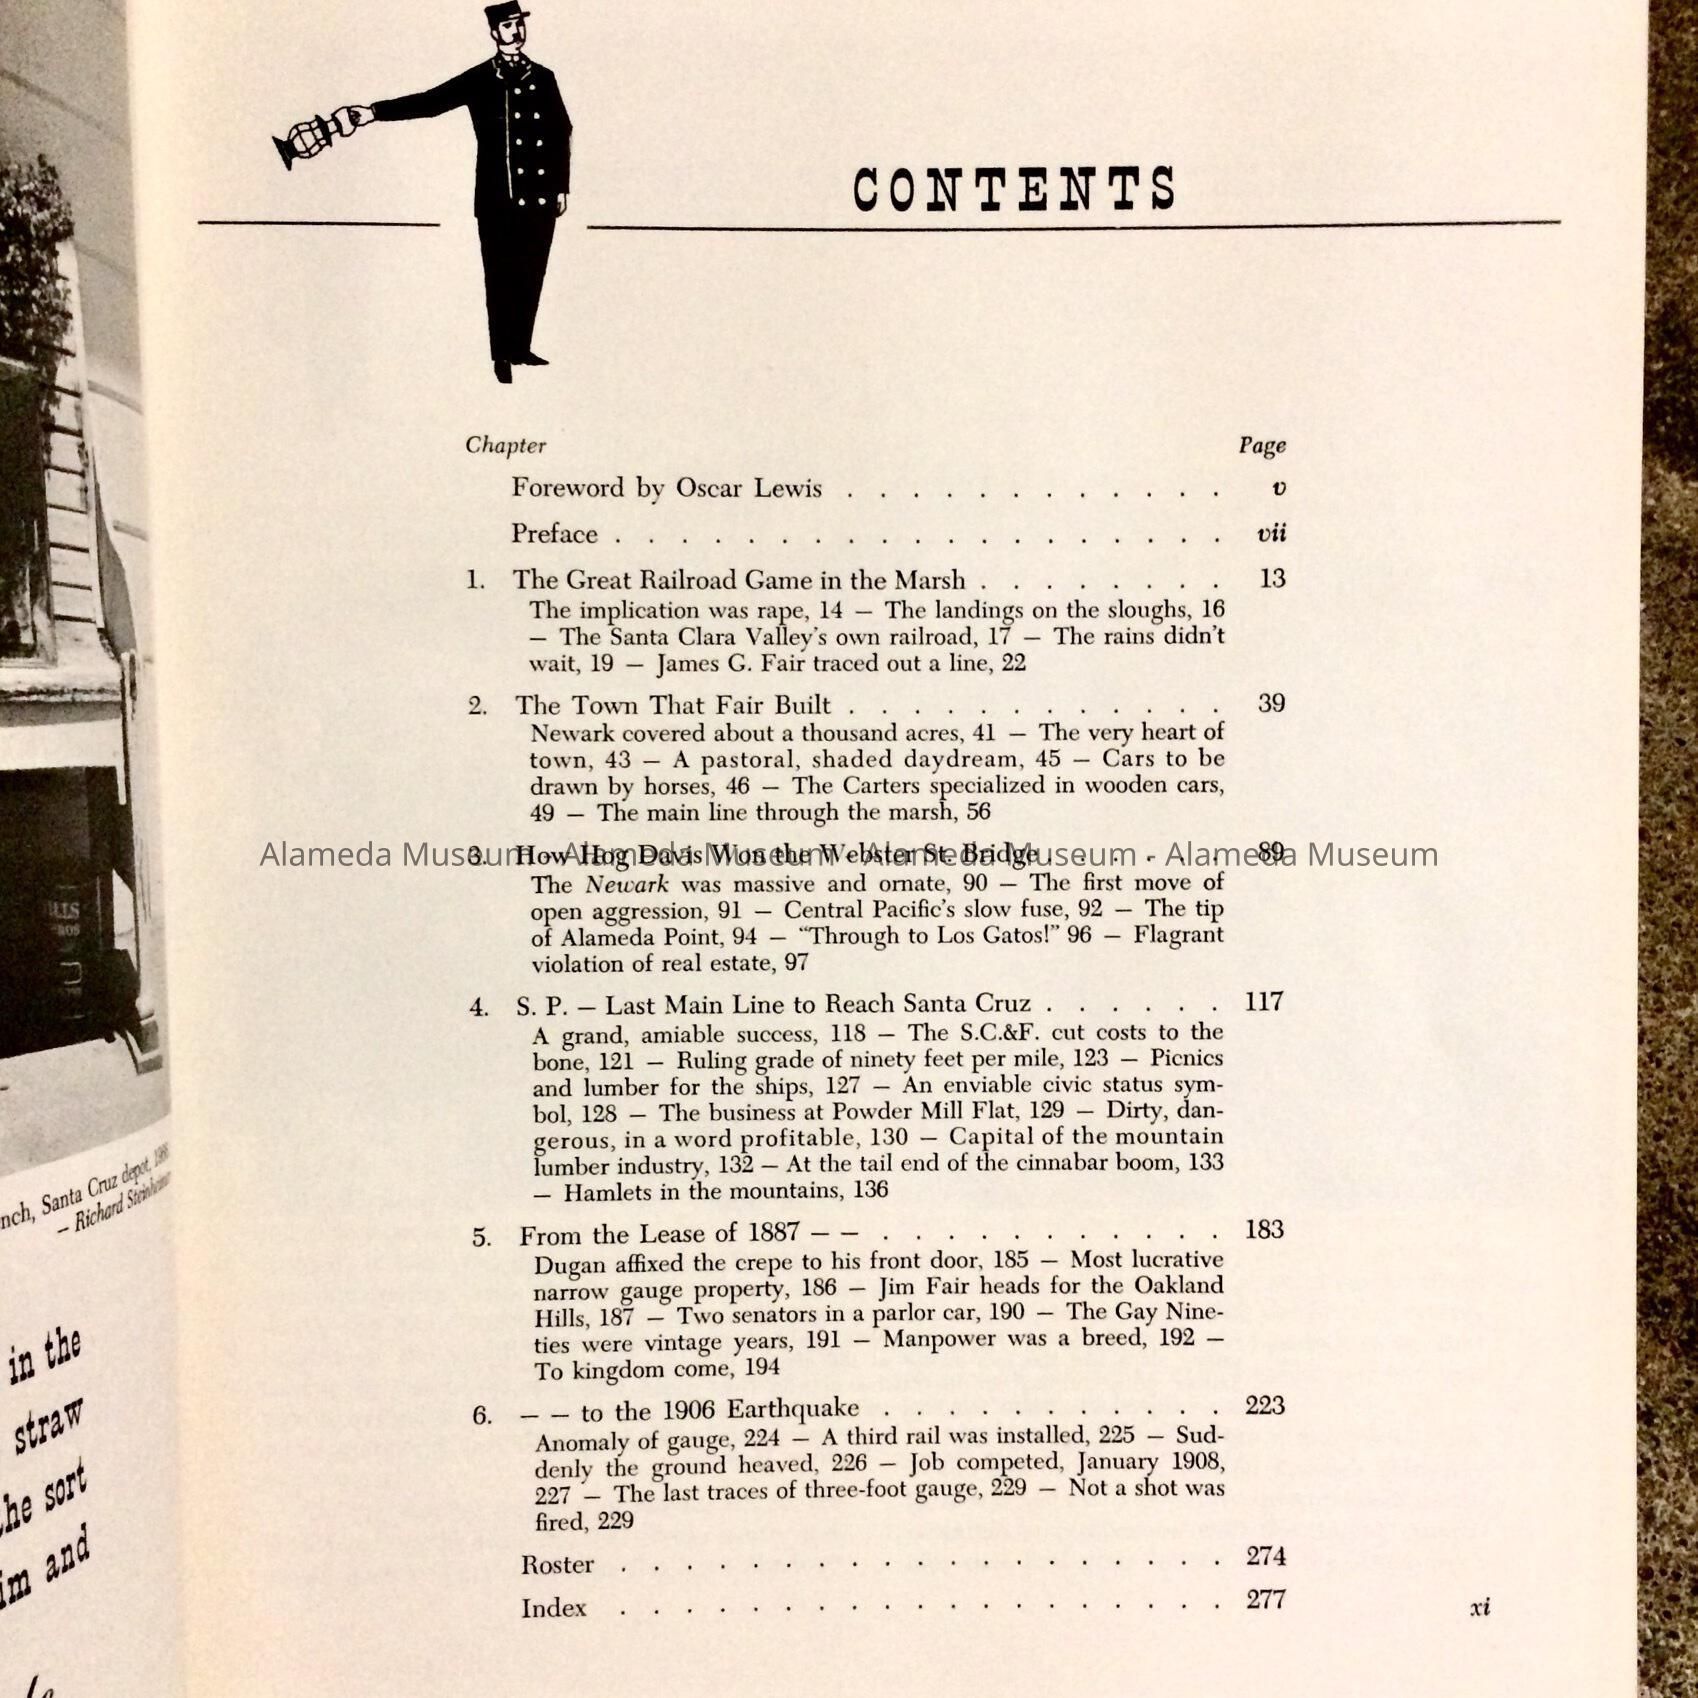 CONTENTS
Chapter Page
Foreword by Oscar Lewis . . . . . . . . . . . . v
Preface . . . . . . . . . . . . . . . . . . . vii
1. The Great Railroad Game in the Marsh . . . . . . . . 13
The implication was rape, 14 — The landings on the sloughs, 16
— The Santa Clara Valley's own railroad, 17 — The rains didn't
wait, 19 — James G. Fair traced out a line, 22
2. The Town That Fair Built . . . . . . . . . . . . 39
Newark covered about a thousand acres, 41 — The very heart of
town, 43 — A pastoral, shaded daydream, 45 — Cars to be
drawn by horses, 46 — The Carters specialized in wooden cars,
49 — The main line through the marsh, 56
3. How Hog Davis Won the Webster St. Bridge . . . . . 89
Alameda Museum - Alameda Museum - Alameda Museum - Alameda Museum
The Newark was massive and ornate, 90 — The first move of
open aggression, 91 — Central Pacific's slow fuse, 92 — The tip
of Alameda Point, 94 — “Through to Los Gatos!” 96 — Flagrant
violation of real estate, 97
4. S. P. — Last Main Line to Reach Santa Cruz . . . . . . 117
A grand, amiable success, 118 — The S.C.&F. cut costs to the
bone, 121 — Ruling grade of ninety feet per mile, 123 — Picnics
and lumber for the ships, 127 — An enviable civic status sym-
bol, 128 — The business at Powder Mill Flat, 129 — Dirty, dan-
gerous, in a word profitable, 130 — Capital of the mountain
lumber industry, 132 — At the tail end of the cinnabar boom, 133
— Hamlets in the mountains, 136
5. From the Lease of 1887 — — . . . . . . . . . . . 183
Dugan affixed the crepe to his front door, 185 — Most lucrative
narrow gauge property, 186 — Jim Fair heads for the Oakland
Hills, 187 — Two senators in a parlor car, 190 — The Gay Nine-
ties were vintage years, 191 — Manpower was a breed, 192 —
To kingdom come, 194
6. — — to the 1906 Earthquake . . . . . . . . . . . 223
Anomaly of gauge, 224 — A third rail was installed, 225 — Sud-
denly the ground heaved, 226 — Job competed, January 1908,
227 — The last traces of three-foot gauge, 229 — Not a shot was
fired, 229
Roster . . . . . . . . . . . . . . . . . . . 274
Index . . . . . . . . . . . . . . . . . . . 277
xi
Santa Cruz depot,
— Richard
in the
straw
sort
and